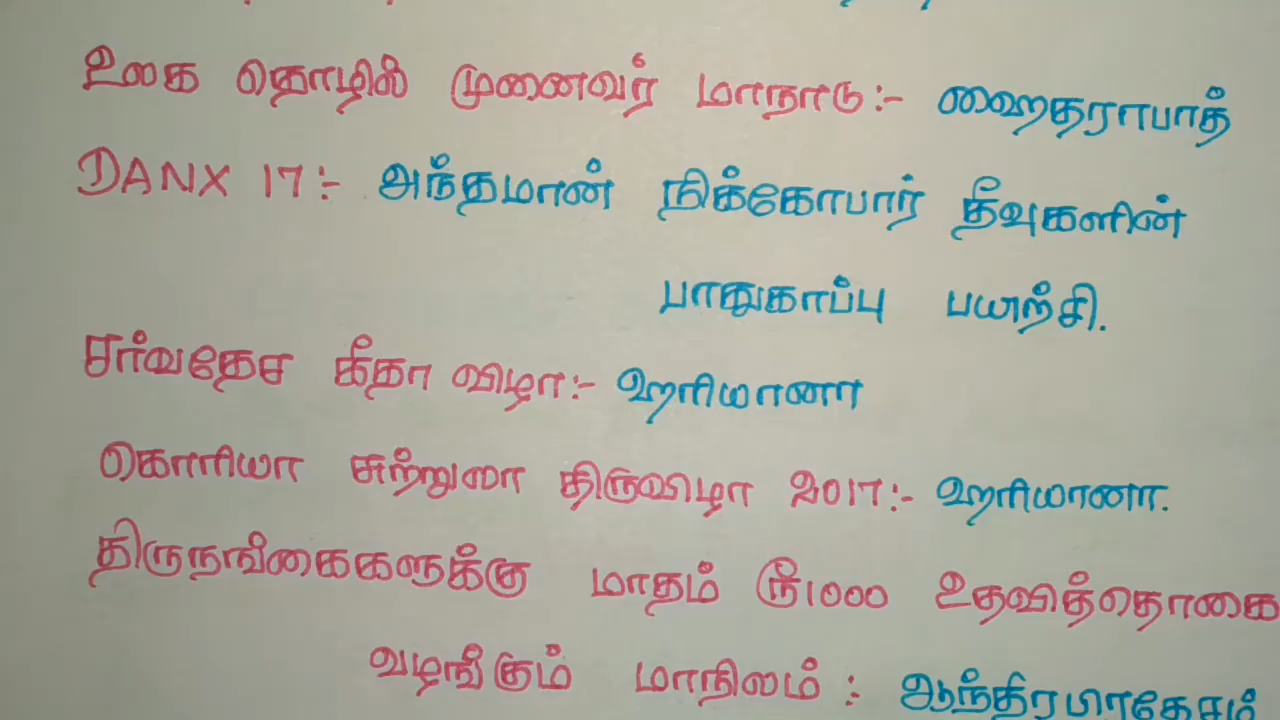 உலக தொழில் முனைவர் மாநாடு:- ஹைதராபாத்
DANX 17:- அந்தமான் நிக்கோபார் தீவுகளின்
பாதுகாப்பு பயிற்சி.
சர்வதேச கீதா விழா:- ஹரியானா
கொரியா சுற்றுலா திருவிழா 2017:- ஹரியானா.
திருநங்கைகளுக்கு மாதம் ரூ1000 உதவித்தொகை
வழங்கும் மாநிலம் : ஆந்திரபிரதேசம்